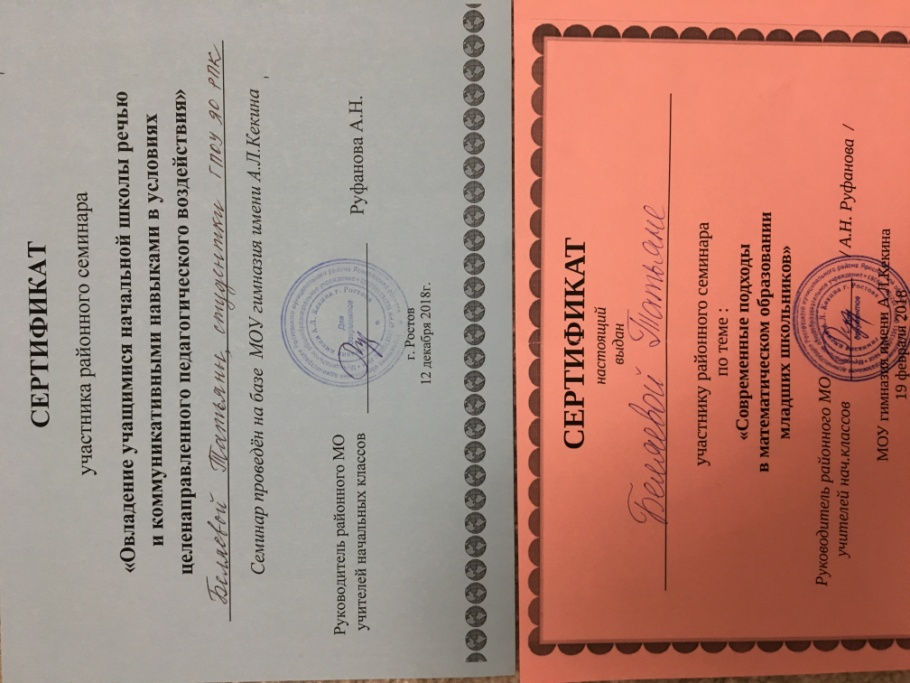 СЕРТИФИКАТ
участника районного семинара
«Овладение учащимися начальной школы речью
и коммуникативными навыками в условиях
целенаправленного педагогического воздействия»
Беляевой Татьяны, студентки ГПОУ ЯО РПК
Семинар проведён на базе МОУ гимназия имени А.Л.Кекина
Руководитель районного МО
учителей начальных классов Руфанова А.Н.
г. Ростов
12 декабря 2018г.
СЕРТИФИКАТ
настоящий
выдан
Беляевой Татьяне
участнику районного семинара
по теме :
«Современные подходы
в математическом образовании
младших школьников»
Руководитель районного МО
учителей нач.классов / А.Н. Руфанова /
МОУ гимназия имени А.Л.Кекина
19 февраля 2018